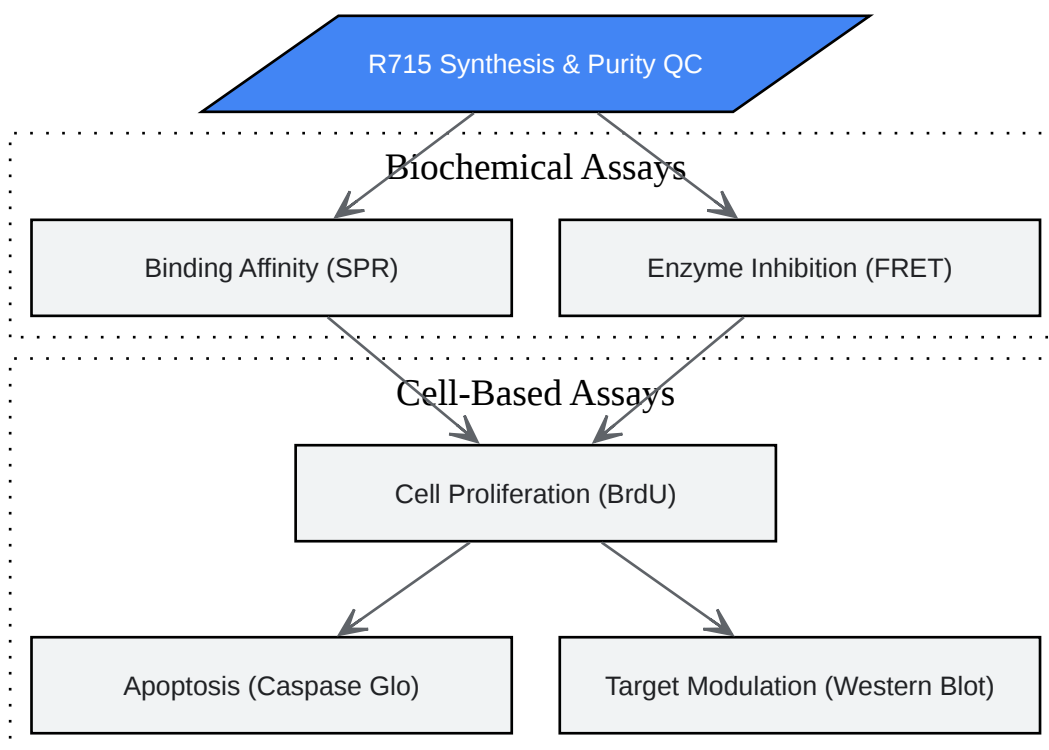 R715 Synthesis & Purity QC
Biochemical Assays
Binding Affinity (SPR)
Enzyme Inhibition (FRET)
Cell-Based Assays
Cell Proliferation (BrdU)
Apoptosis (Caspase Glo)
Target Modulation (Western Blot)